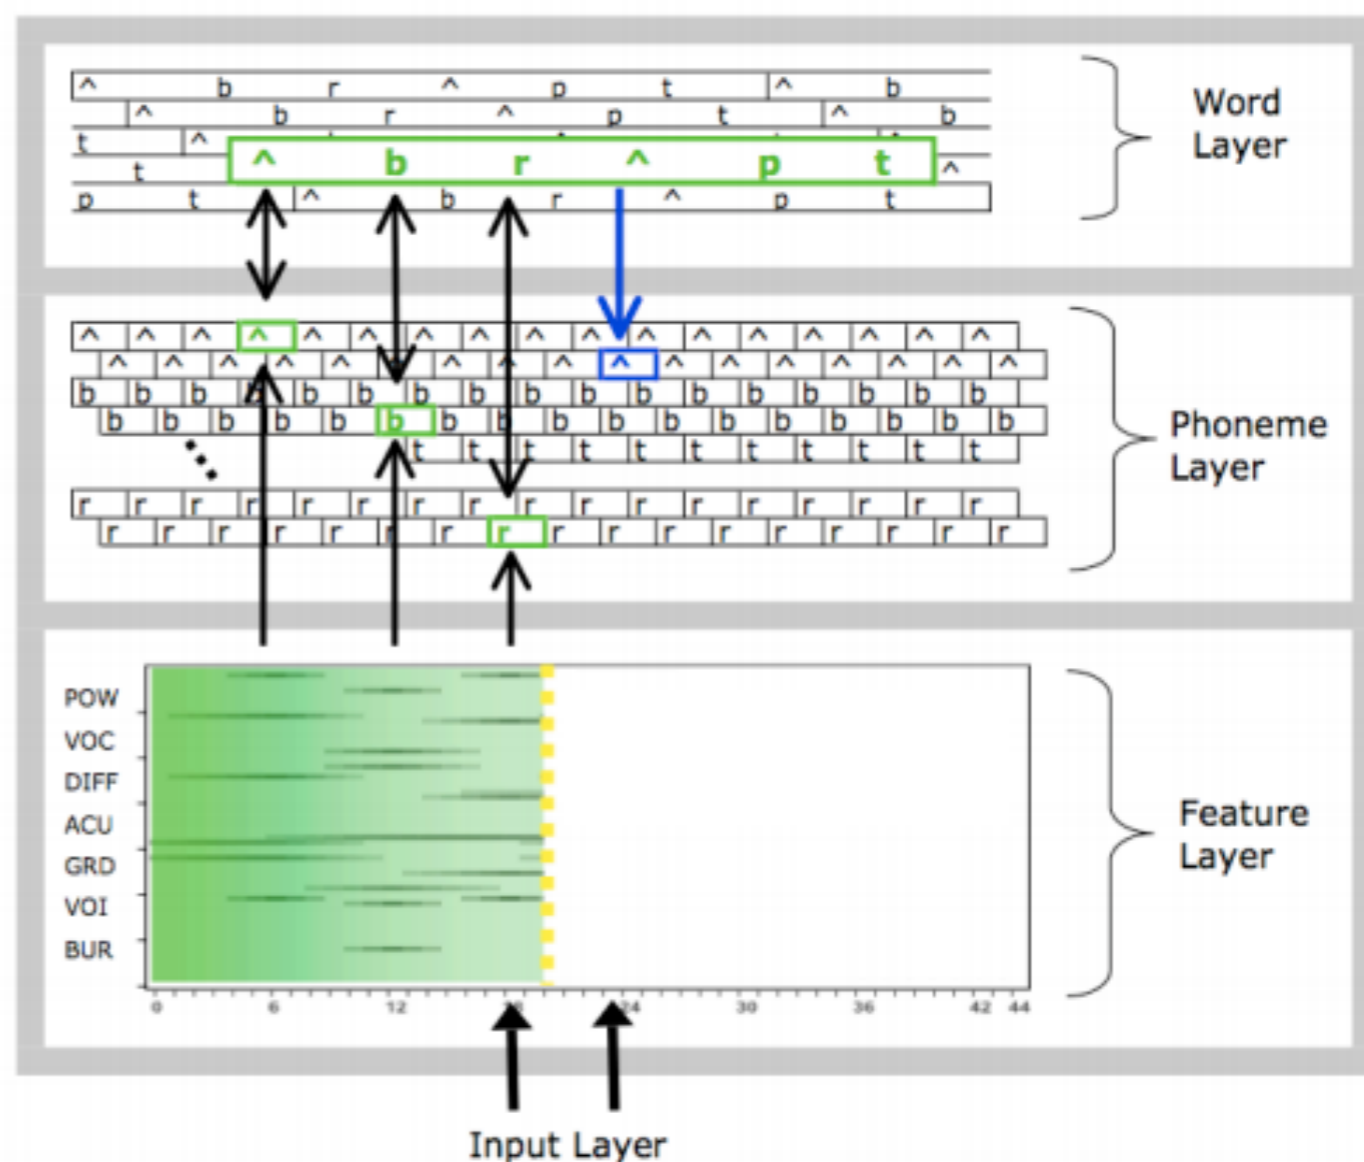 ^ b r ^ p t ^ b
^ b r ^ p t ^ b
t ^
^ b r ^ p t
t ^
p t ^ b r ^ p t
Word
Layer
^ ^ ^ ^ ^ ^ ^ ^ ^ ^ ^ ^ ^ ^ ^ ^ ^
^ ^ ^ ^ ^ ^ ^ ^ ^ ^ ^ ^ ^ ^ ^ ^ ^
b b b b b b b b b b b b b b b b b
b b b b b b b b b b b b b b b b b
t t t t t t t t t t t
r r r r r r r r r r r r r r r r r
r r r r r r r r r r r r r r r r r
Phoneme
Layer
POW
VOC
DIFF
ACU
GRD
VOI
BUR
Feature
Layer
0 6 12 24 30 36 42 44
Input Layer